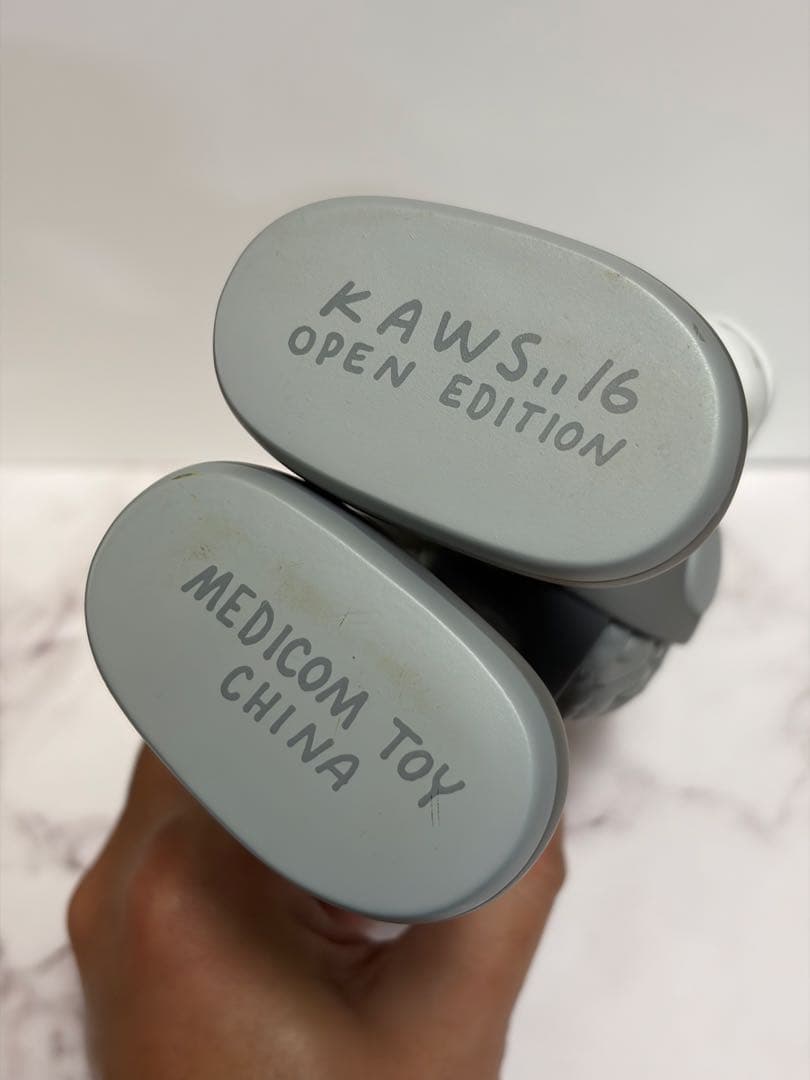 KAWS,,16
OPEN EDITION
MEDICOM TOY
CHINA